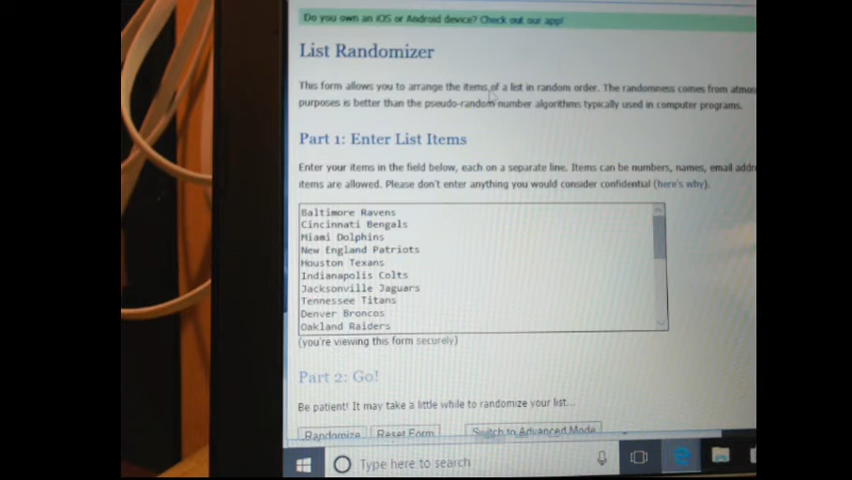 Do you own an iOS or Android device? Check out our app!
List Randomizer
This form allows you to arrange the items of a list in random order. The randomness comes from
purposes is better than the pseudo-random number algorithms typically used in computer programs.
Part 1: Enter List Items
Enter your items in the field below, each on a separate line. Items can be numbers, names, email
items are allowed. Please don't enter anything you would consider confidential (here's why).
Baltimore Ravens
Cincinnati Bengals
Miami Dolphins
New England Patriots
Houston Texans
Indianapolis Colts
Jacksonville Jaguars
Tennessee Titans
Denver Broncos
Oakland Raiders
(you're viewing this form securely)
Part 2: Go!
Be patient! It may take a little while to randomize your list...
Randomize Reset Form Switch to Advanced Mode
Type here to search